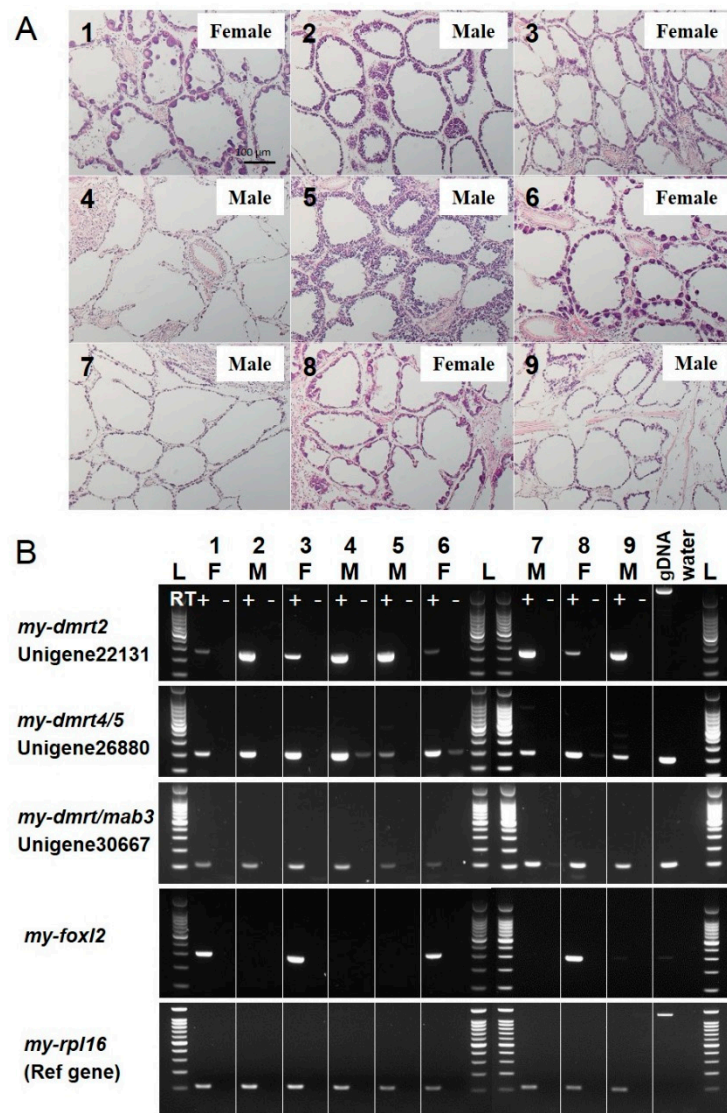 A
1 Female
2 Male
3 Female
100 μm
4 Male
5 Male
6 Female
7 Male
8 Female
9 Male
B
1 2 3 4 5 6 7 8 9 gDNA water
L F M F M M F L M F M L
RT + - + - + - + - + - + - + - + - + -
my-dmrt2
Unigene22131
my-dmrt4/5
Unigene26880
my-dmrt/mab3
Unigene30667
my-foxl2
my-rpl16
(Ref gene)